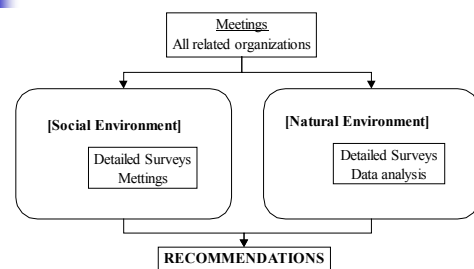 Meetings
All related organizations
[Social Environment]
Detailed Surveys
Mettings
[Natural Environment]
Detailed Surveys
Data analysis
RECOMMENDATIONS